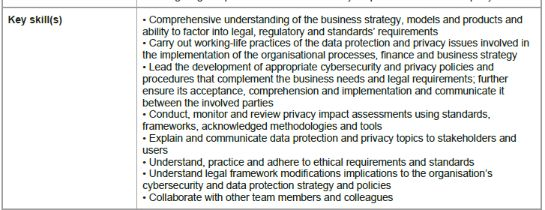 Key skill(s)
• Comprehensive understanding of the business strategy, models and products and
ability to factor into legal, regulatory and standards' requirements
• Carry out working-life practices of the data protection and privacy issues involved in
the implementation of the organisational processes, finance and business strategy
• Lead the development of appropriate cybersecurity and privacy policies and
procedures that complement the business needs and legal requirements; further
ensure its acceptance, comprehension and implementation and communicate it
between the involved parties
• Conduct, monitor and review privacy impact assessments using standards,
frameworks, acknowledged methodologies and tools
• Explain and communicate data protection and privacy topics to stakeholders and
users
• Understand, practice and adhere to ethical requirements and standards
• Understand legal framework modifications implications to the organisation's
cybersecurity and data protection strategy and policies
• Collaborate with other team members and colleagues